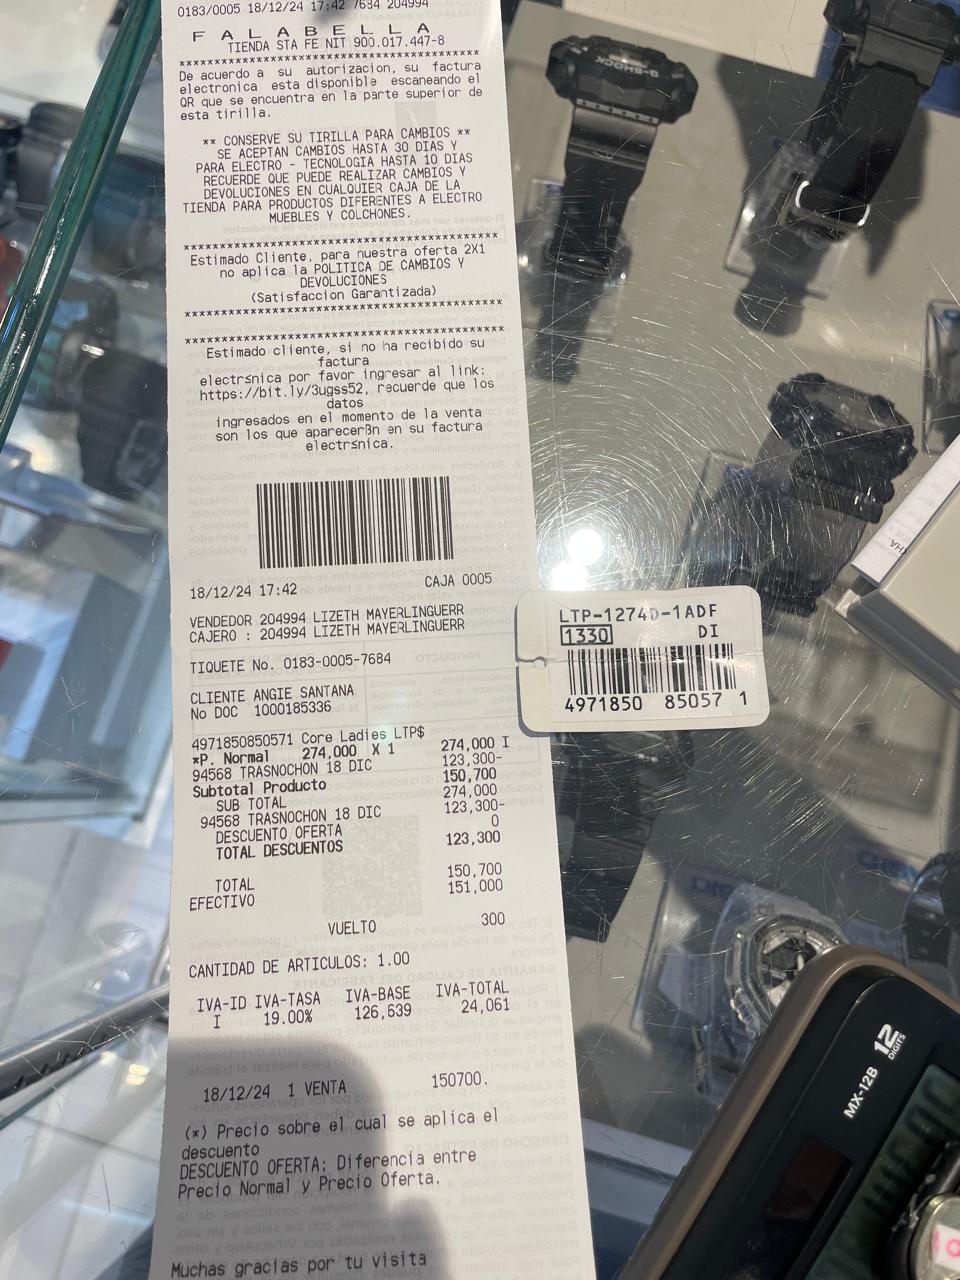 0183/0005 18/12/24 17:42 7684 204994
F A L A B E L L A
TIENDA STA FE NIT 900.017.447-8
****************************************
De acuerdo a su autorizacion, su factura
electronica esta disponible escaneando el
QR que se encuentra en la parte superior de
esta tirilla.
** CONSERVE SU TIRILLA PARA CAMBIOS **
SE ACEPTAN CAMBIOS HASTA 30 DIAS Y
PARA ELECTRO - TECNOLOGIA HASTA 10 DIAS
RECUERDE QUE PUEDE REALIZAR CAMBIOS Y
DEVOLUCIONES EN CUALQUIER CAJA DE LA
TIENDA PARA PRODUCTOS DIFERENTES A ELECTRO
MUEBLES Y COLCHONES.
****************************************
Estimado Cliente, para nuestra oferta 2X1
no aplica la POLITICA DE CAMBIOS Y
DEVOLUCIONES
(Satisfaccion Garantizada)
****************************************
****************************************
Estimado cliente, si no ha recibido su
factura
electrsnica por favor ingresar al link:
https://bit.ly/3ugss52, recuerde que los
datos
ingresados en el momento de la venta
son los que aparecerBn en su factura
electrsnica.
18/12/24 17:42 CAJA 0005
VENDEDOR 204994 LIZETH MAYERLINGUERR
CAJERO : 204994 LIZETH MAYERLINGUERR
TIQUETE No. 0183-0005-7684
CLIENTE ANGIE SANTANA
No DOC 1000185336
4971850850571 Core Ladies LTP$
*P. Normal 274,000 X 1 274,000 I
94568 TRASNOCHON 18 DIC 123,300-
Subtotal Producto 150,700
SUB TOTAL 274,000
94568 TRASNOCHON 18 DIC 123,300-
DESCUENTO OFERTA 0
TOTAL DESCUENTOS 123,300
TOTAL 150,700
EFECTIVO 151,000
VUELTO 300
CANTIDAD DE ARTICULOS: 1.00
IVA-ID IVA-TASA IVA-BASE IVA-TOTAL
I 19.00% 126,639 24,061
18/12/24 1 VENTA 150700.
(*) Precio sobre el cual se aplica el
descuento
DESCUENTO OFERTA: Diferencia entre
Precio Normal y Precio Oferta.
Muchas gracias por tu visita
LTP-1274D-1ADF
1330 DI
4971850 85057 1
G-SHOCK
MX-12B 12
DIGITS